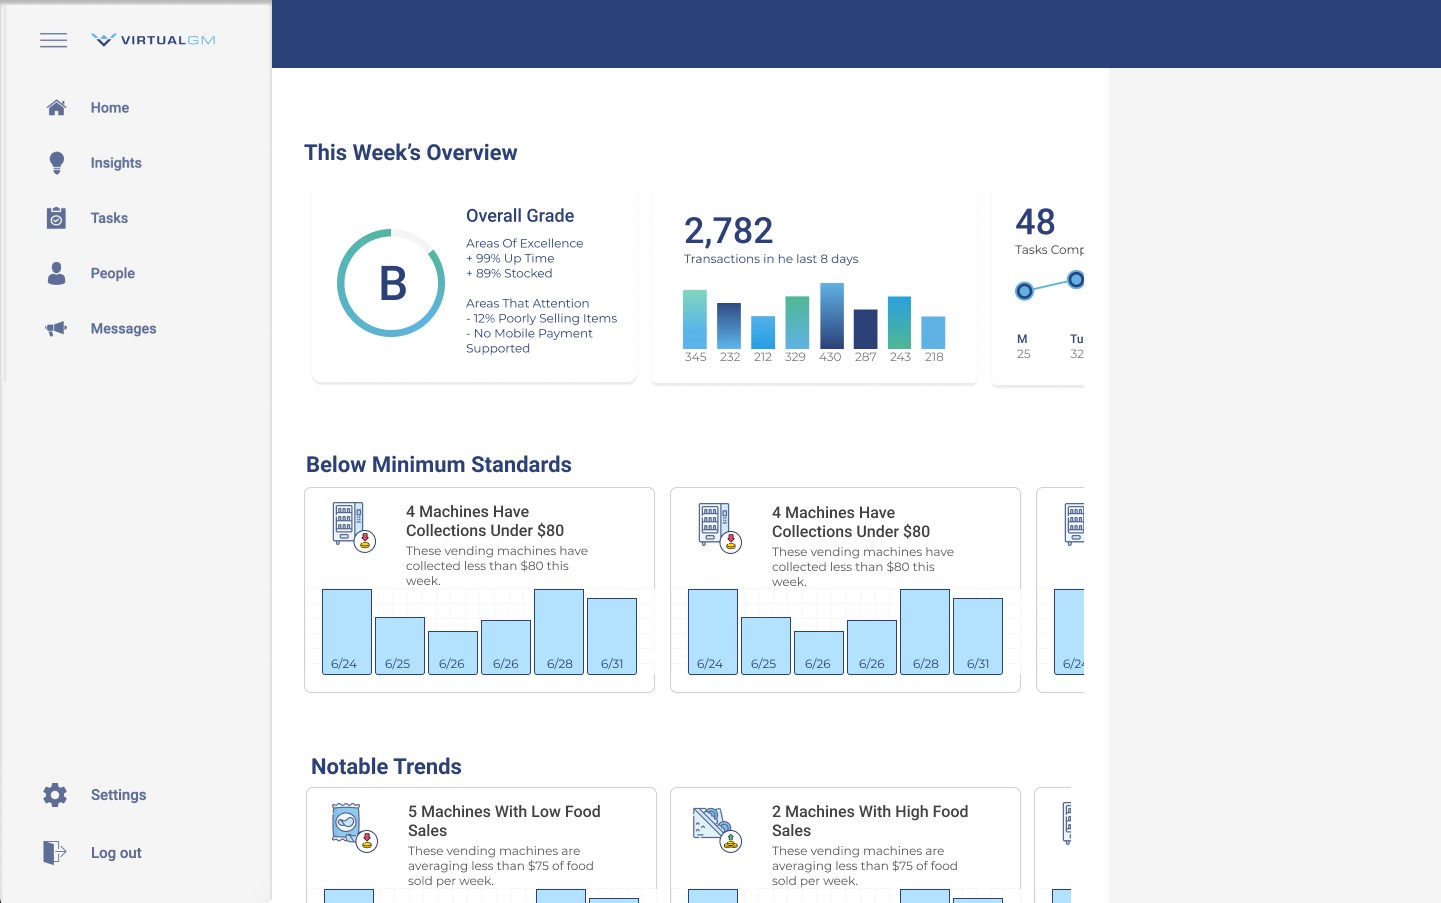 VIRTUALGM
Home
Insights
Tasks
People
Messages
Settings
Log out
This Week’s Overview
B
Overall Grade
Areas Of Excellence
+ 99% Up Time
+ 89% Stocked
Areas That Attention
- 12% Poorly Selling Items
- No Mobile Payment
Supported
2,782
Transactions in he last 8 days
345 232 212 329 430 287 243 218
48
Tasks Comp
M Tu
25 32
Below Minimum Standards
4 Machines Have
Collections Under $80
These vending machines have
collected less than $80 this
week.
6/24 6/25 6/26 6/26 6/28 6/31
4 Machines Have
Collections Under $80
These vending machines have
collected less than $80 this
week.
6/24 6/25 6/26 6/26 6/28 6/31
6/24
Notable Trends
5 Machines With Low Food
Sales
These vending machines are
averaging less than $75 of food
sold per week.
2 Machines With High Food
Sales
These vending machines are
averaging less than $75 of food
sold per week.